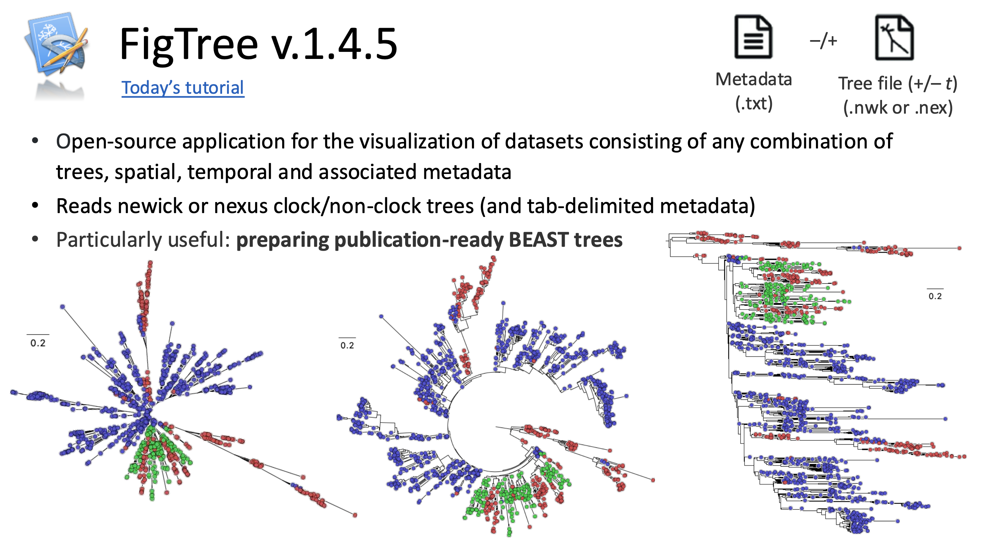 FigTree v.1.4.5
Today's tutorial
–/+
Metadata
(.txt)
Tree file (+/– t)
(.nwk or .nex)
• Open-source application for the visualization of datasets consisting of any combination of
trees, spatial, temporal and associated metadata
• Reads newick or nexus clock/non-clock trees (and tab-delimited metadata)
• Particularly useful: preparing publication-ready BEAST trees
0.2
0.2
0.2